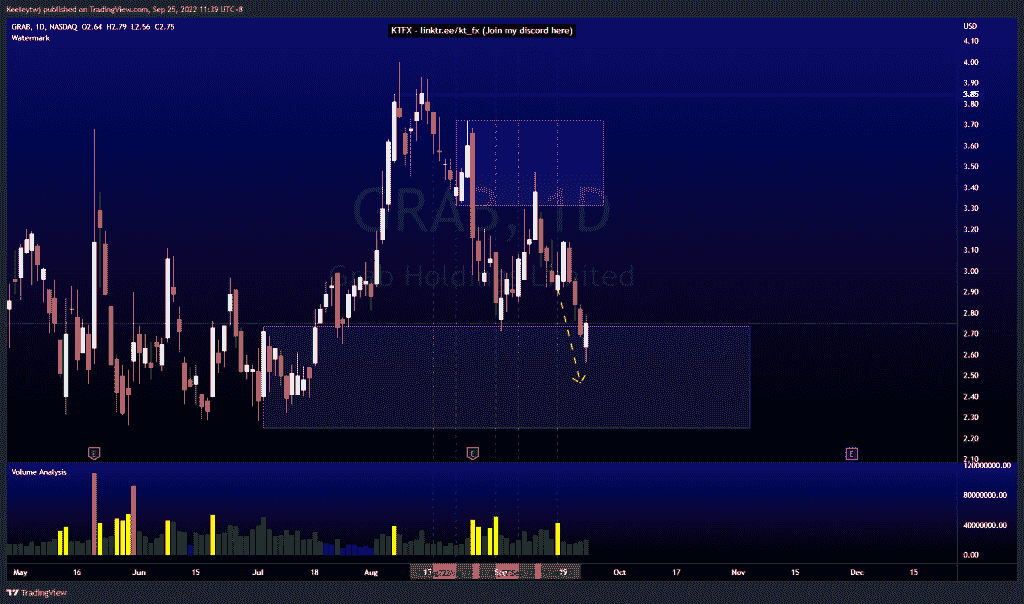 Keeleytwj published on TradingView.com, Sep 25, 2022 11:39 UTC-8
GRAB, 1D, NASDAQ O2.64 H2.79 L2.56 C2.75
Watermark
KTFX - linktr.ee/kt_fx (Join my discord here)
USD
4.10
4.00
3.90
3.85
3.80
3.70
3.60
3.50
3.40
3.30
3.20
3.10
3.00
2.90
2.80
2.70
2.60
2.50
2.40
2.30
2.20
2.10
GRAB, 1D
Grab Holdings Limited
E
E
E
Volume Analysis
120000000.00
80000000.00
40000000.00
0.00
May 16 Jun 15 Jul 18 Aug 15 Sep 19 Oct 17 Nov 15 Dec 15
TradingView